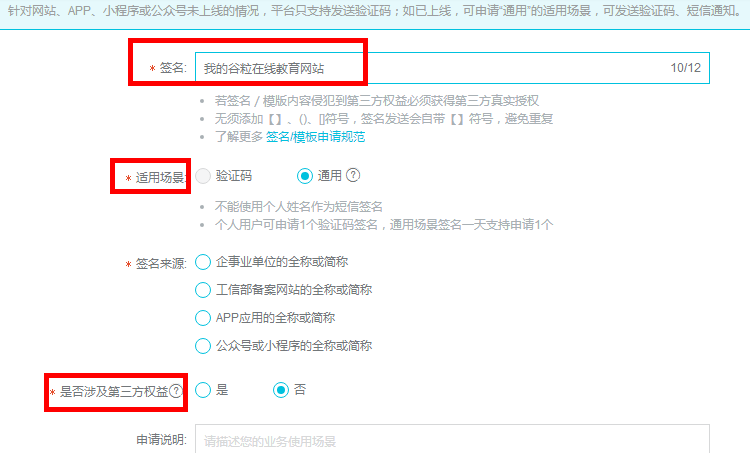 针对网站、APP、小程序或公众号未上线的情况，平台只支持发送验证码；如已上线，可申请“通用”的适用场景，可发送验证码、短信通知。
* 签名: 我的谷粒在线教育网站 10/12
• 若签名 / 模版内容侵犯到第三方权益必须获得第三方真实授权
• 无须添加【】、()、[]符号，签名发送会自带【】符号，避免重复
• 了解更多 签名/模板申请规范
* 适用场景: 验证码 通用 ?
• 不能使用个人姓名作为短信签名
• 个人用户可申请1个验证码签名，通用场景签名一天支持申请1个
* 签名来源: 企事业单位的全称或简称
工信部备案网站的全称或简称
APP应用的全称或简称
公众号或小程序的全称或简称
* 是否涉及第三方权益 ? 是 否
申请说明: 请描述您的业务使用场景